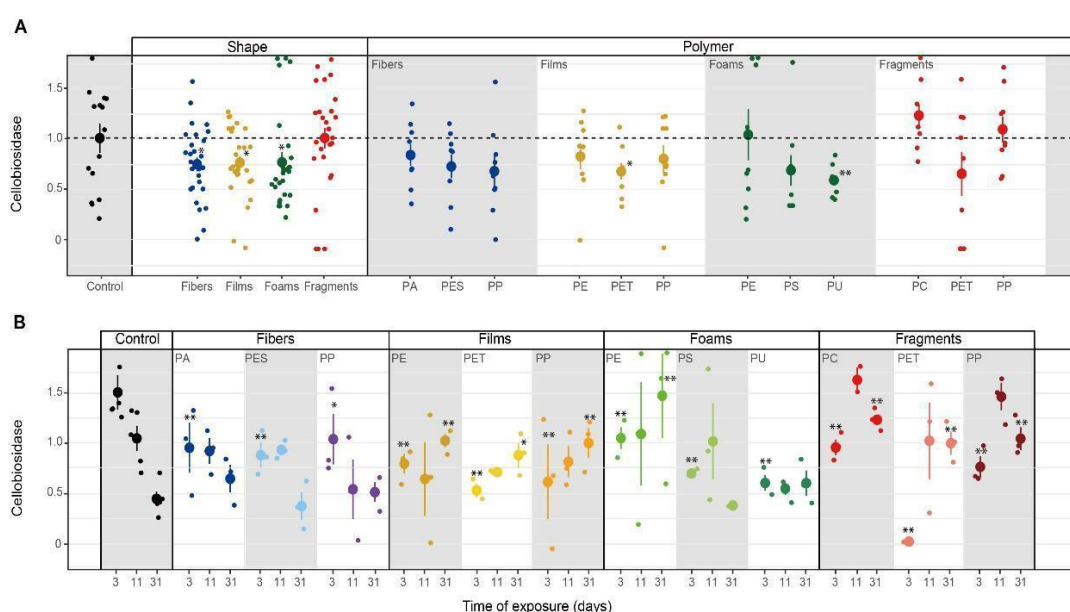 A
Shape
Polymer
Fibers
Films
Foams
Fragments
Cellobiosidase
1.5
1.0
0.5
0
*
*
*
*
**
Control
Fibers
Films
Foams
Fragments
PA
PES
PP
PE
PET
PP
PE
PS
PU
PC
PET
PP
B
Control
Fibers
Films
Foams
Fragments
PA
PES
PP
PE
PET
PP
PE
PS
PU
PC
PET
PP
Cellobiosidase
1.5
1.0
0.5
0
**
**
*
**
**
**
*
**
**
**
**
**
**
**
**
**
**
**
**
3 11 31
3 11 31
3 11 31
3 11 31
3 11 31
3 11 31
3 11 31
3 11 31
3 11 31
3 11 31
3 11 31
3 11 31
3 11 31
Time of exposure (days)